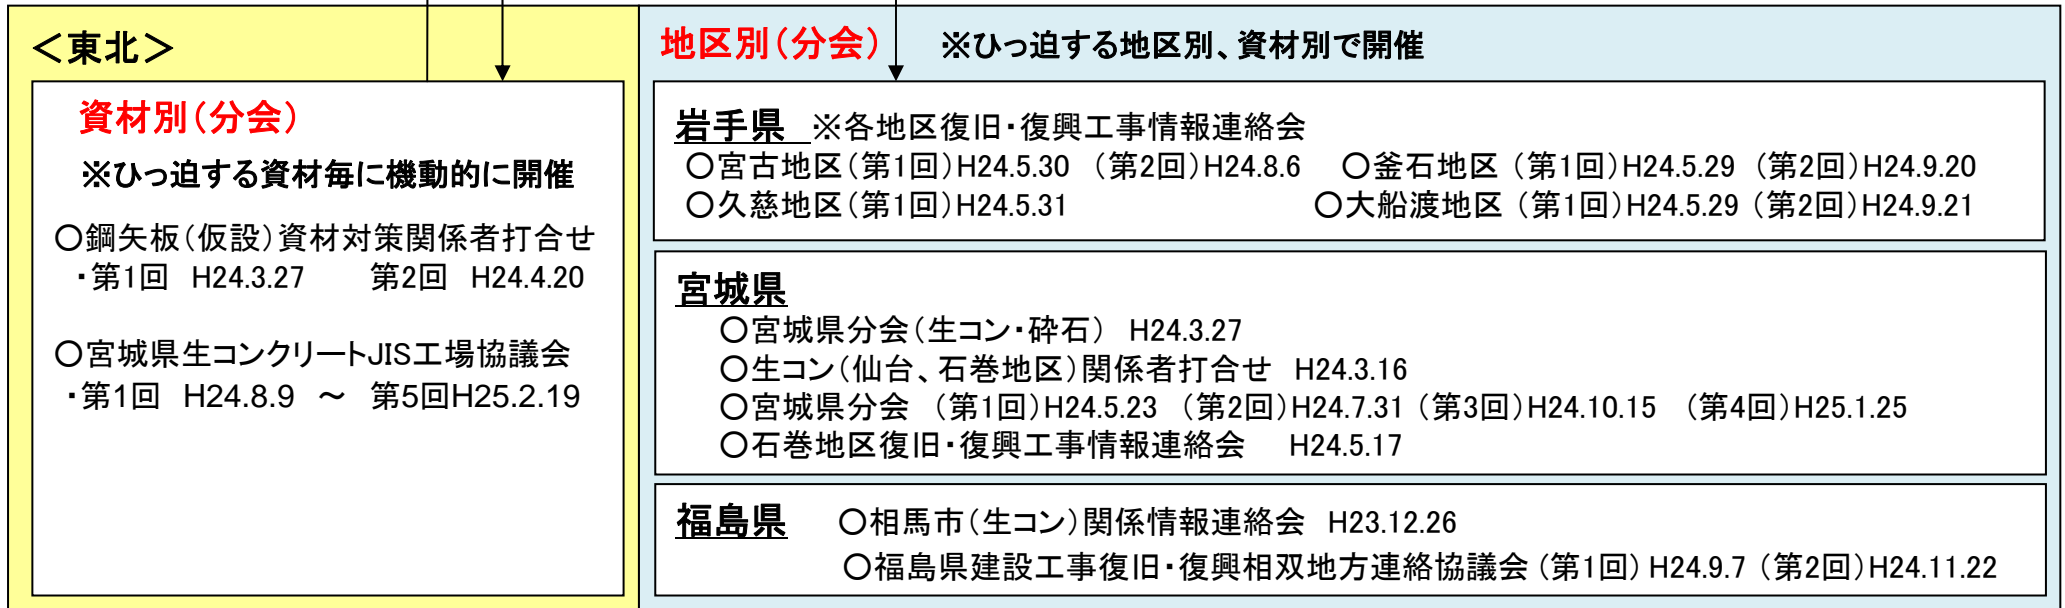 ＜東北＞
資材別（分会）
※ひっ迫する資材毎に機動的に開催
○鋼矢板（仮設）資材対策関係者打合せ
・第1回　H24.3.27　　第2回　H24.4.20
○宮城県生コンクリートJIS工場協議会
・第1回　H24.8.9　～　第5回H25.2.19
地区別（分会）　※ひっ迫する地区別、資材別で開催
岩手県　※各地区復旧・復興工事情報連絡会
○宮古地区（第1回）H24.5.30　（第2回）H24.8.6　○釜石地区（第1回）H24.5.29　（第2回）H24.9.20
○久慈地区（第1回）H24.5.31　○大船渡地区（第1回）H24.5.29　（第2回）H24.9.21
宮城県
○宮城県分会（生コン・砕石）　H24.3.27
○生コン（仙台、石巻地区）関係者打合せ　H24.3.16
○宮城県分会　（第1回）H24.5.23　（第2回）H24.7.31　（第3回）H24.10.15　（第4回）H25.1.25
○石巻地区復旧・復興工事情報連絡会　H24.5.17
福島県　○相馬市（生コン）関係情報連絡会　H23.12.26
○福島県建設工事復旧・復興相双地方連絡協議会（第1回）H24.9.7　（第2回）H24.11.22